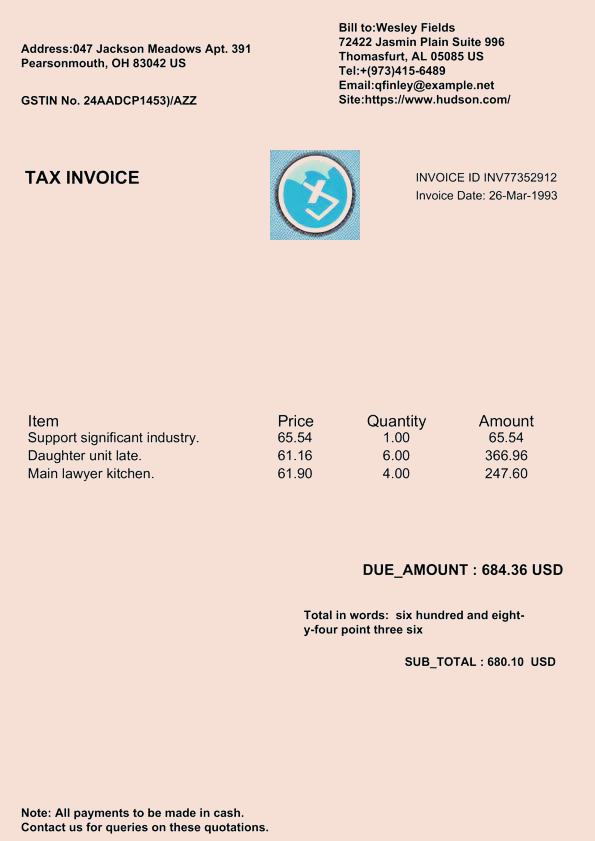 Address:047 Jackson Meadows Apt. 391
Pearsonmouth, OH 83042 US
GSTIN No. 24AADCP1453)/AZZ
Bill to:Wesley Fields
72422 Jasmin Plain Suite 996
Thomasfurt, AL 05085 US
Tel:+(973)415-6489
Email:qfinley@example.net
Site:https://www.hudson.com/
TAX INVOICE
INVOICE ID INV77352912
Invoice Date: 26-Mar-1993
Item Price Quantity Amount
Support significant industry. 65.54 1.00 65.54
Daughter unit late. 61.16 6.00 366.96
Main lawyer kitchen. 61.90 4.00 247.60
DUE_AMOUNT : 684.36 USD
Total in words: six hundred and eight-
y-four point three six
SUB_TOTAL : 680.10 USD
Note: All payments to be made in cash.
Contact us for queries on these quotations.